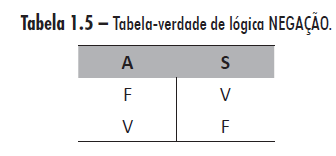 Tabela 1.5 – Tabela-verdade de lógica NEGAÇÃO.
A S
F V
V F